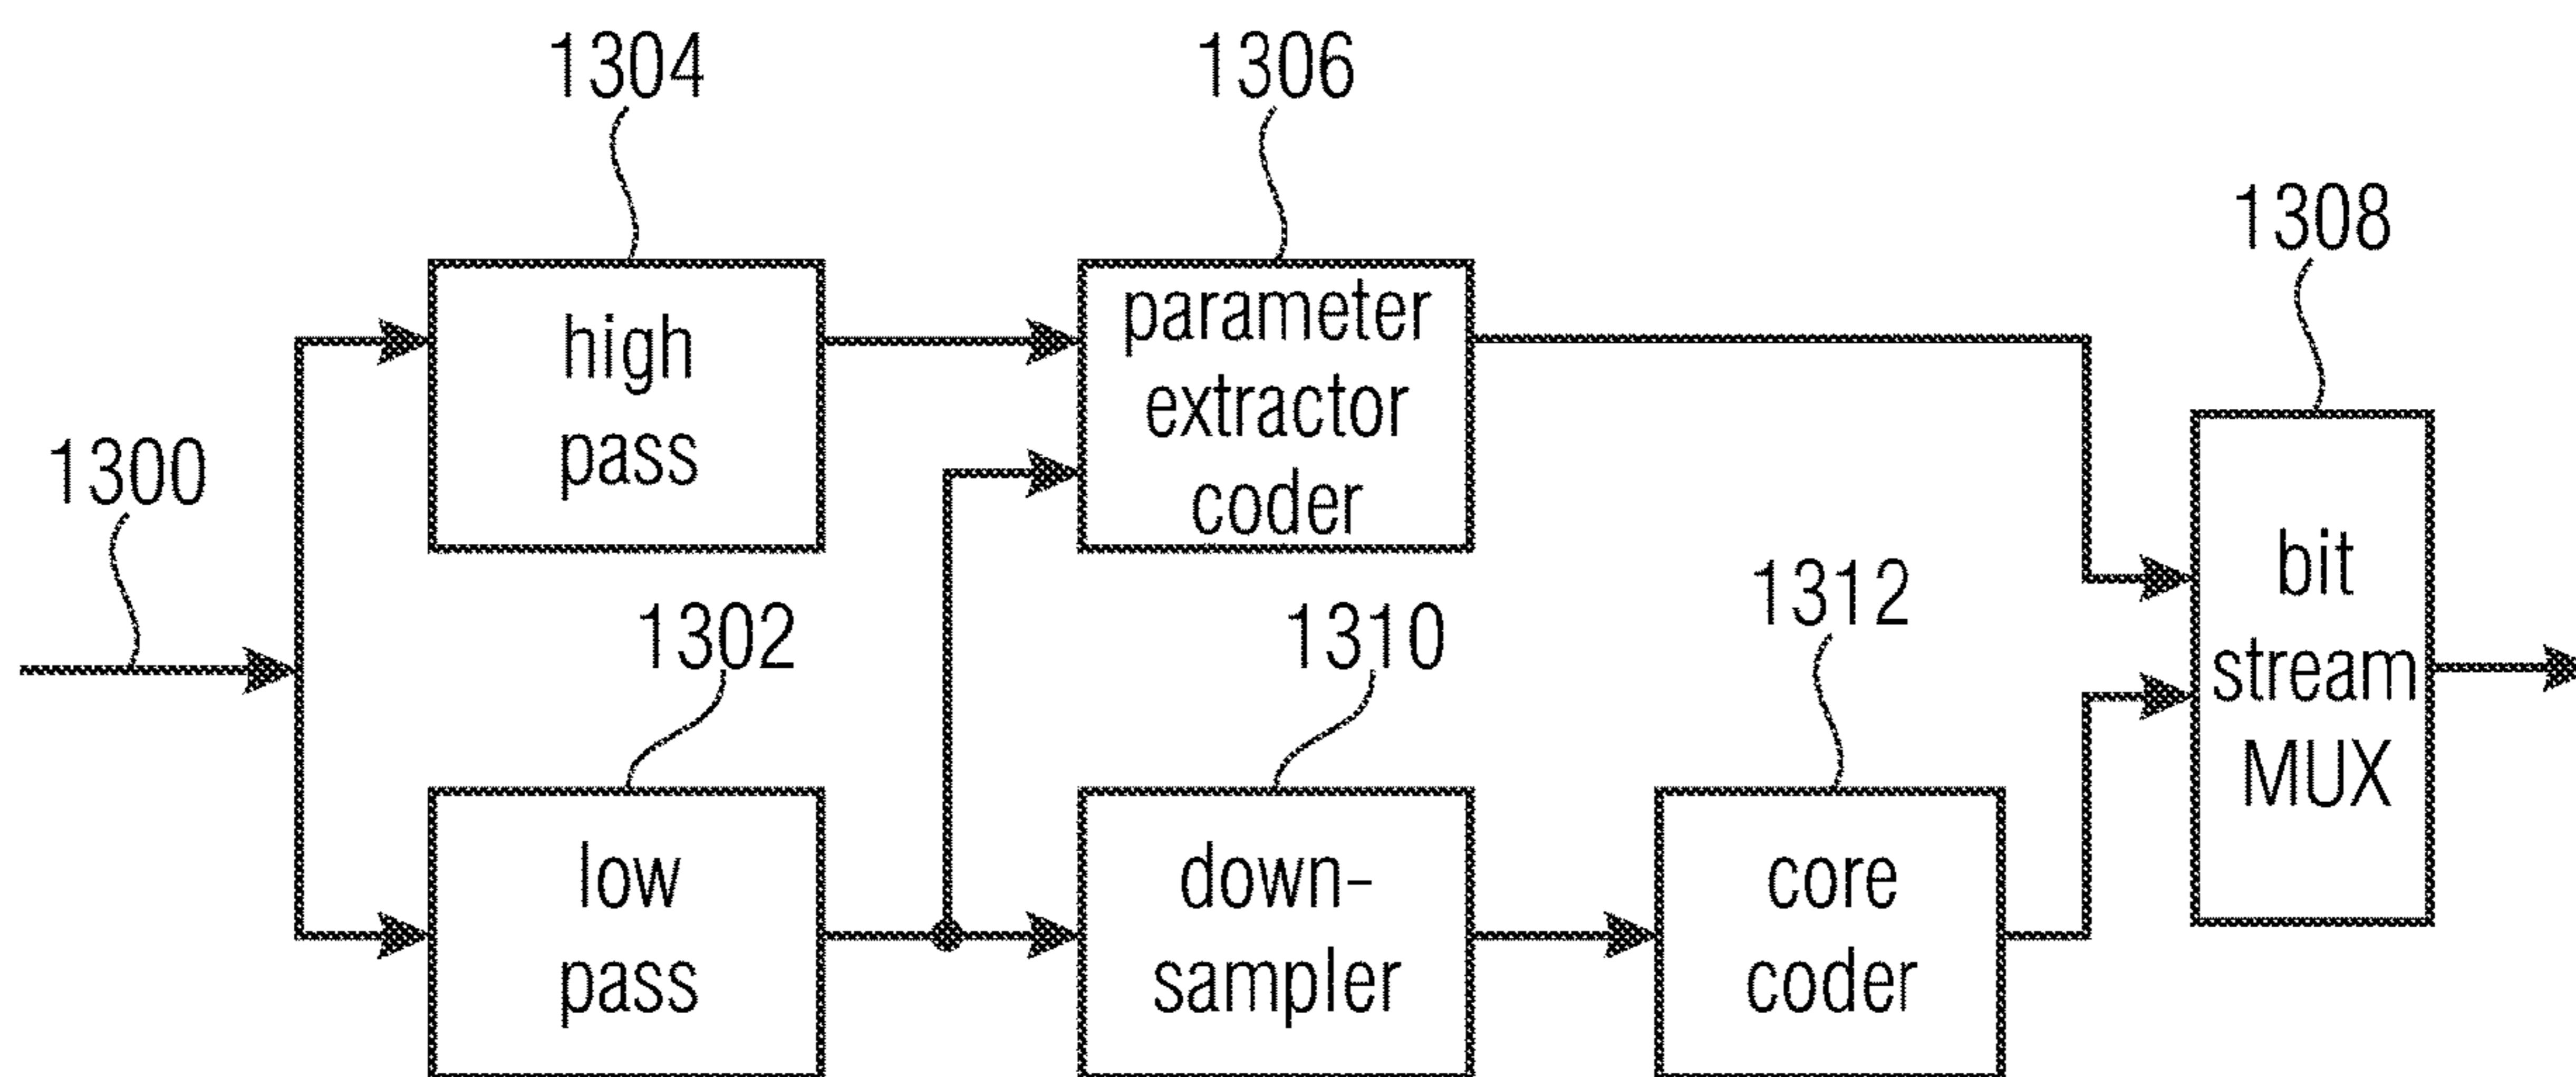 1304
1306
1308
high
pass
parameter
extractor
coder
1300
1302
1310
1312
bit
stream
MUX
low
pass
down-
sampler
core
coder